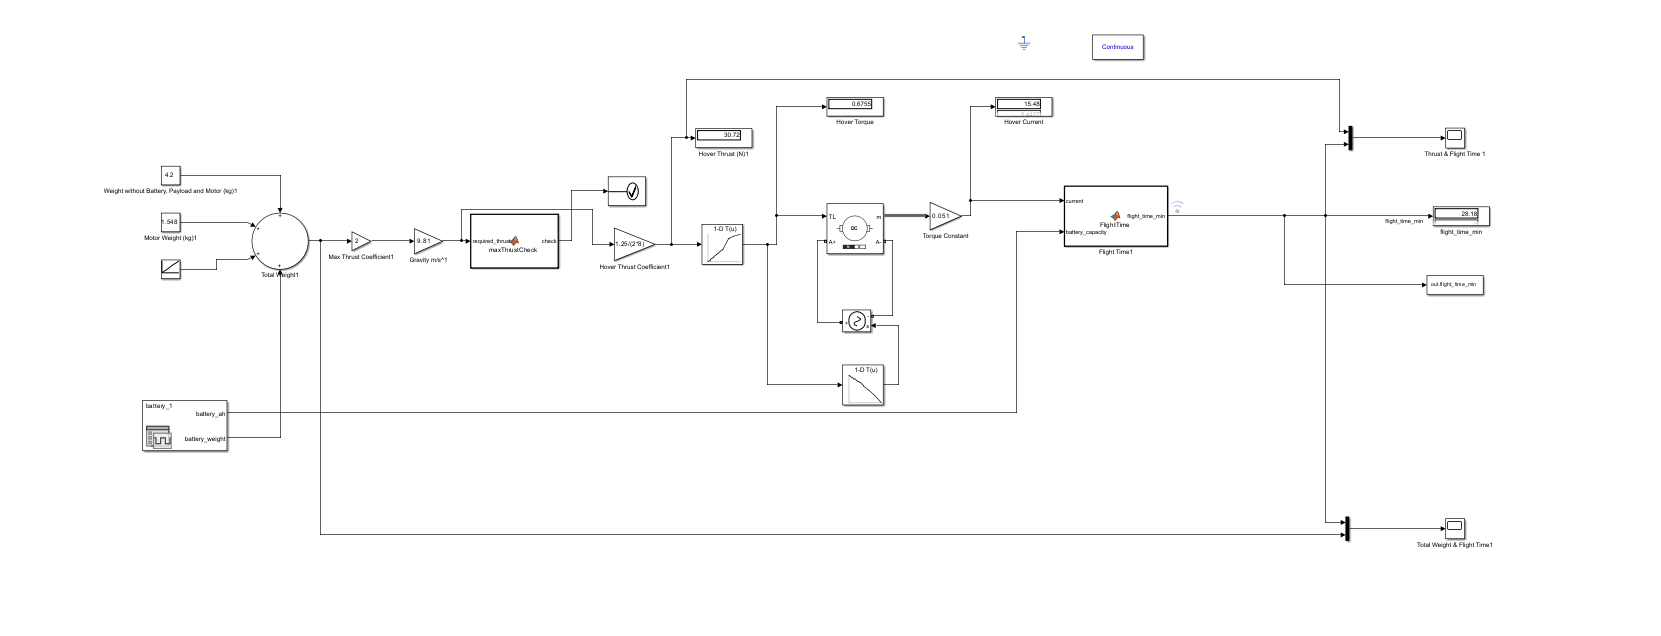 Continuous
0.6755
Hover Torque
15.48
Hover Current
30.72
Hover Thrust (N)1
Thrust & Flight Time 1
4.2
Weight without Battery, Payload and Motor (kg)1
1.548
Motor Weight (kg)1
Total Weight1
2
Max Thrust Coefficient1
9.81
Gravity m/s^1
required_thrust
check
maxThrustCheck
1.25/(2*8)
Hover Thrust Coefficient1
1-D T(u)
TL
m
A+
A-
DC
0.051
Torque Constant
current
flight_time_min
FlightTime
battery_capacity
Flight Time1
flight_time_min
28.18
flight_time_min
out.flight_time_min
1-D T(u)
battery_1
battery_ah
battery_weight
Total Weight & Flight Time1